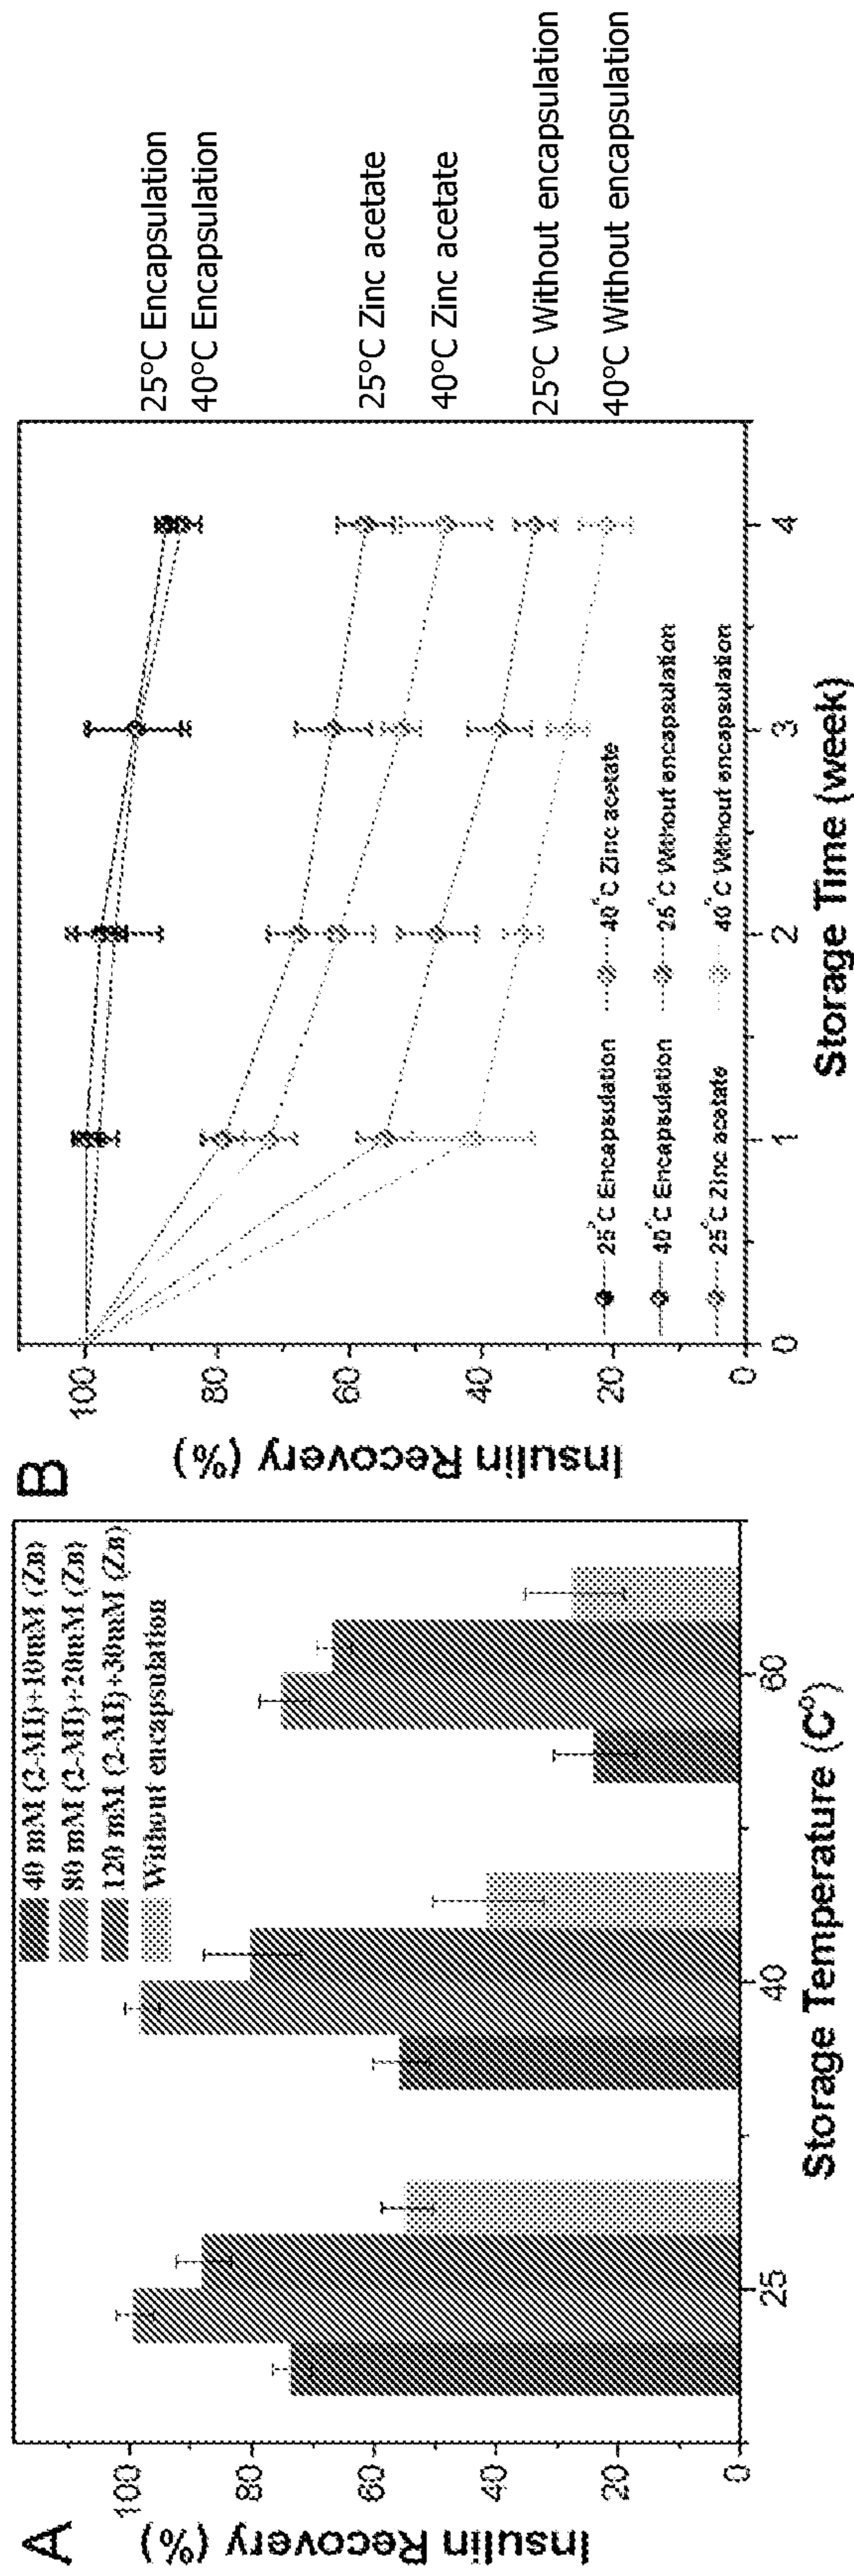 A
Insulin Recovery (%)
100
80
60
40
20
0
40 mM (2-MI)+10mM (Zn)
80 mM (2-MI)+20mM (Zn)
120 mM (2-MI)+30mM (Zn)
Without encapsulation
25
40
60
Storage Temperature (C°)
B
Insulin Recovery (%)
100
80
60
40
20
0
25°C Encapsulation
40°C Encapsulation
25°C Zinc acetate
40°C Zinc acetate
25°C Without encapsulation
40°C Without encapsulation
0
1
2
3
4
Storage Time (week)
25°C Encapsulation
40°C Encapsulation
25°C Zinc acetate
40°C Zinc acetate
25°C Without encapsulation
40°C Without encapsulation